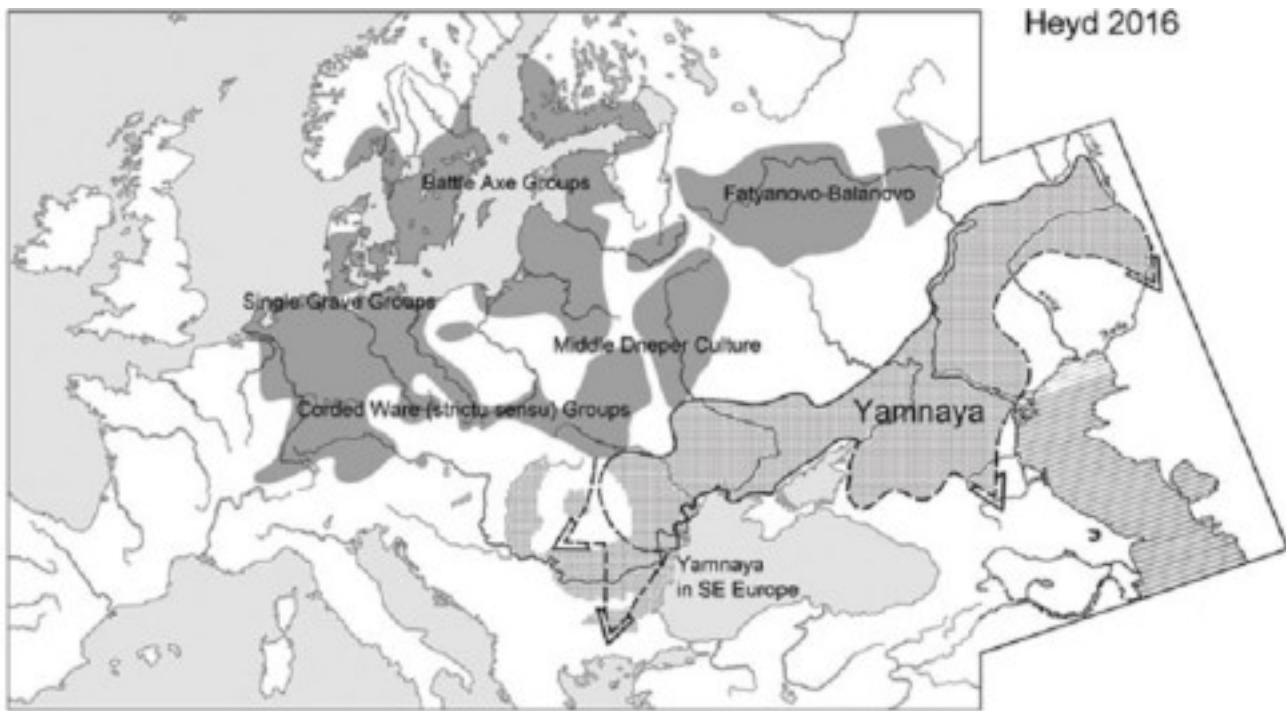 Heyd 2016
Battle Axe Groups
Fatyanovo-Balanovo
Single Grave Groups
Middle Dneper Culture
Corded Ware (strictu sensu) Groups
Yamnaya
Yamnaya
in SE Europe